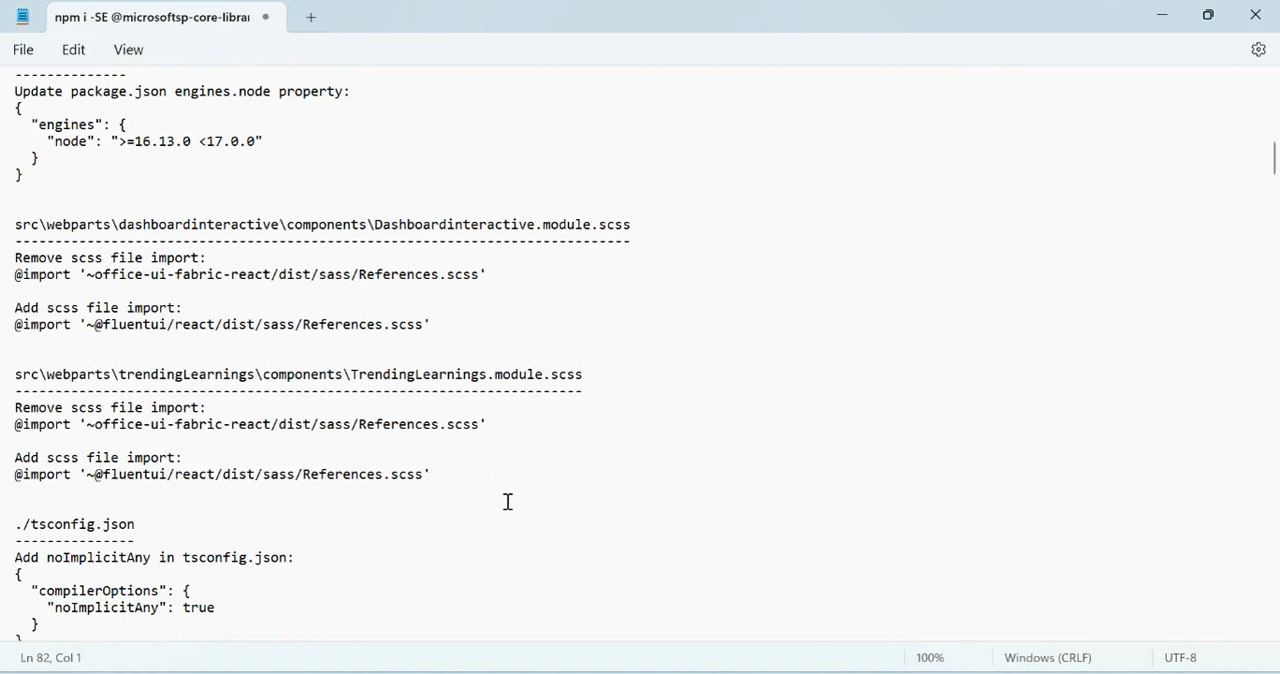 npm i -SE @microsoftsp-core-librai
File Edit View
--------------
Update package.json engines.node property:
{
"engines": {
"node": ">=16.13.0 <17.0.0"
}
}
src\webparts\dashboardinteractive\components\Dashboardinteractive.module.scss
-----------------------------------------------------------------------------
Remove scss file import:
@import '~office-ui-fabric-react/dist/sass/References.scss'
Add scss file import:
@import '~@fluentui/react/dist/sass/References.scss'
src\webparts\trendingLearnings\components\TrendingLearnings.module.scss
-----------------------------------------------------------------------
Remove scss file import:
@import '~office-ui-fabric-react/dist/sass/References.scss'
Add scss file import:
@import '~@fluentui/react/dist/sass/References.scss'
./tsconfig.json
---------------
Add noImplicitAny in tsconfig.json:
{
"compilerOptions": {
"noImplicitAny": true
}
}
Ln 82, Col 1 100% Windows (CRLF) UTF-8